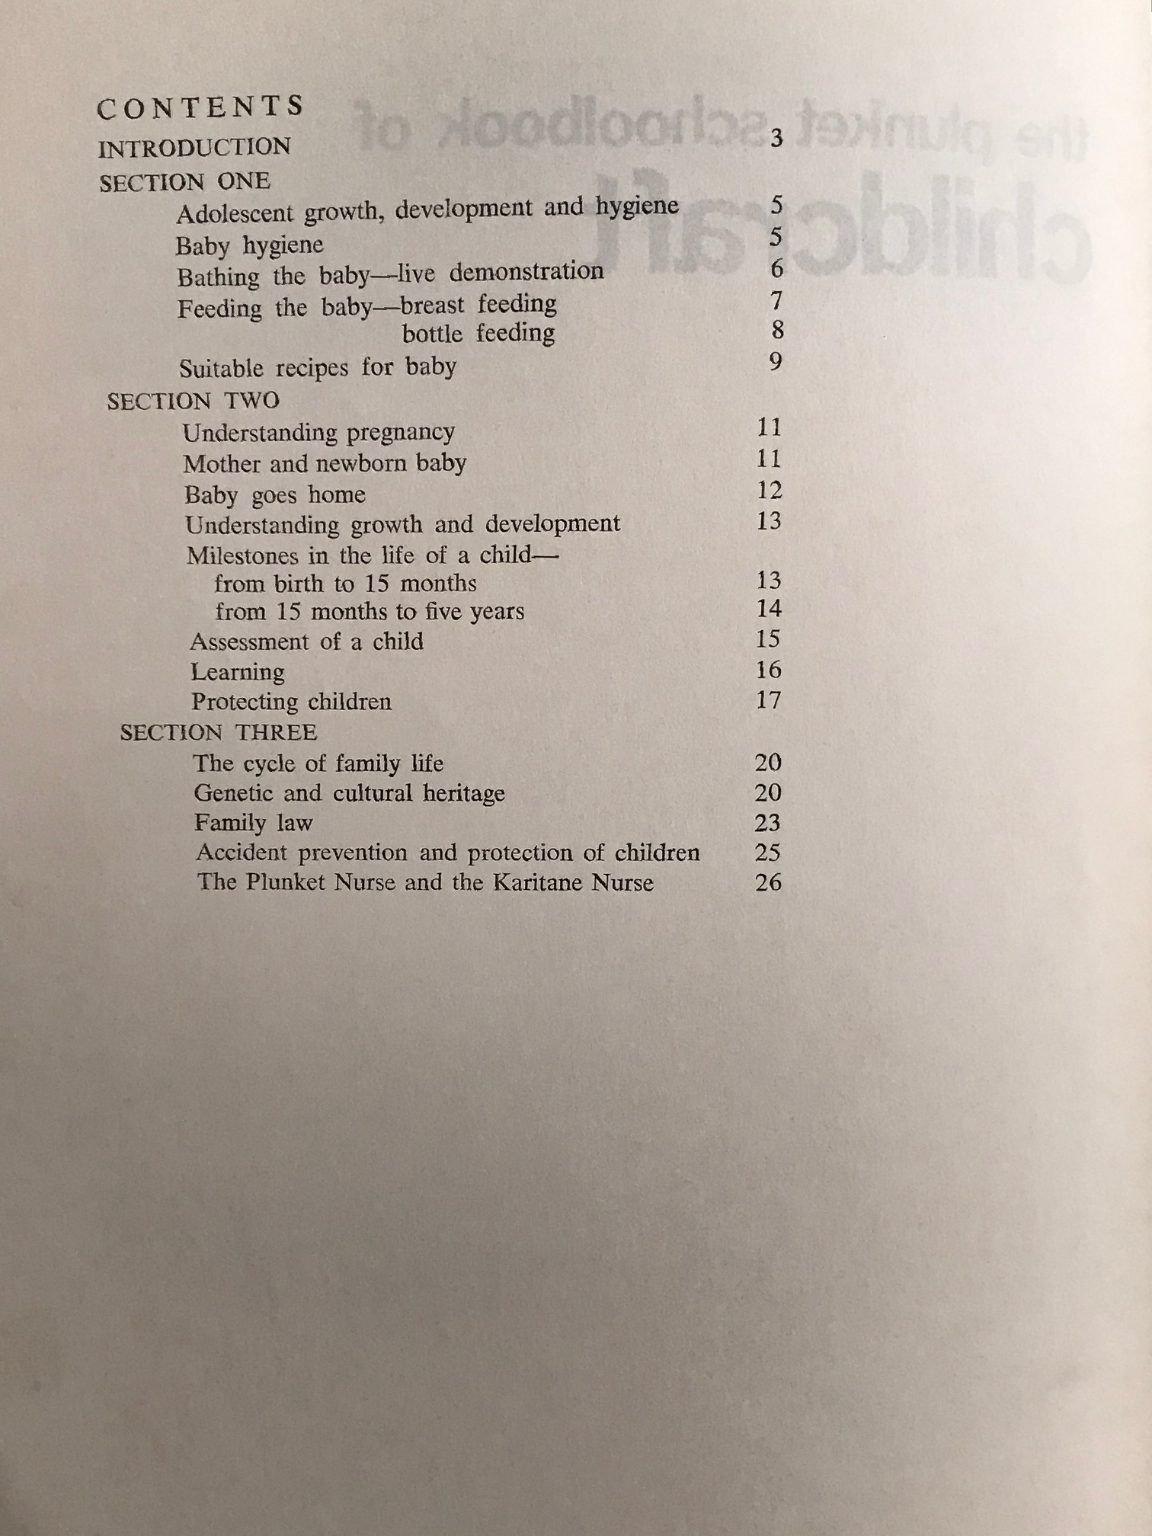 CONTENTS
the plunket schoolbook of
childcraft
INTRODUCTION 3
SECTION ONE
Adolescent growth, development and hygiene 5
Baby hygiene 5
Bathing the baby—live demonstration 6
Feeding the baby—breast feeding 7
bottle feeding 8
Suitable recipes for baby 9
SECTION TWO
Understanding pregnancy 11
Mother and newborn baby 11
Baby goes home 12
Understanding growth and development 13
Milestones in the life of a child—
from birth to 15 months 13
from 15 months to five years 14
Assessment of a child 15
Learning 16
Protecting children 17
SECTION THREE
The cycle of family life 20
Genetic and cultural heritage 20
Family law 23
Accident prevention and protection of children 25
The Plunket Nurse and the Karitane Nurse 26